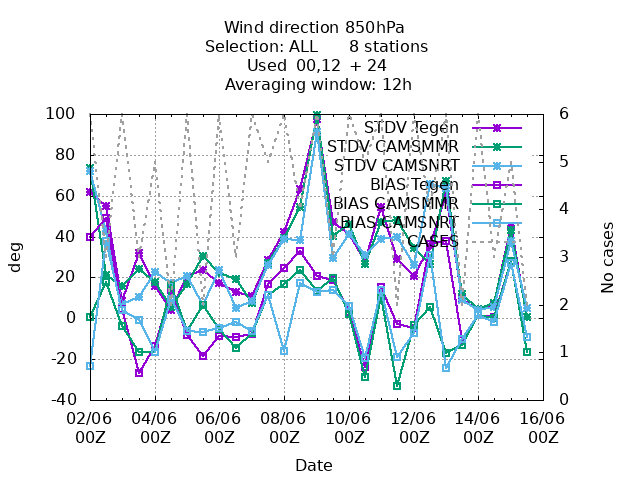 Wind direction 850hPa
Selection: ALL 8 stations
Used 00,12 + 24
Averaging window: 12h
STDV Tegen
STDV CAMSMMR
STDV CAMSNRT
BIAS Tegen
BIAS CAMSMMR
BIAS CAMSNRT
CASES
100
80
60
40
20
0
-20
-40
deg
6
5
4
3
2
1
0
No cases
02/06 04/06 06/06 08/06 10/06 12/06 14/06 16/06
00Z 00Z 00Z 00Z 00Z 00Z 00Z 00Z
Date